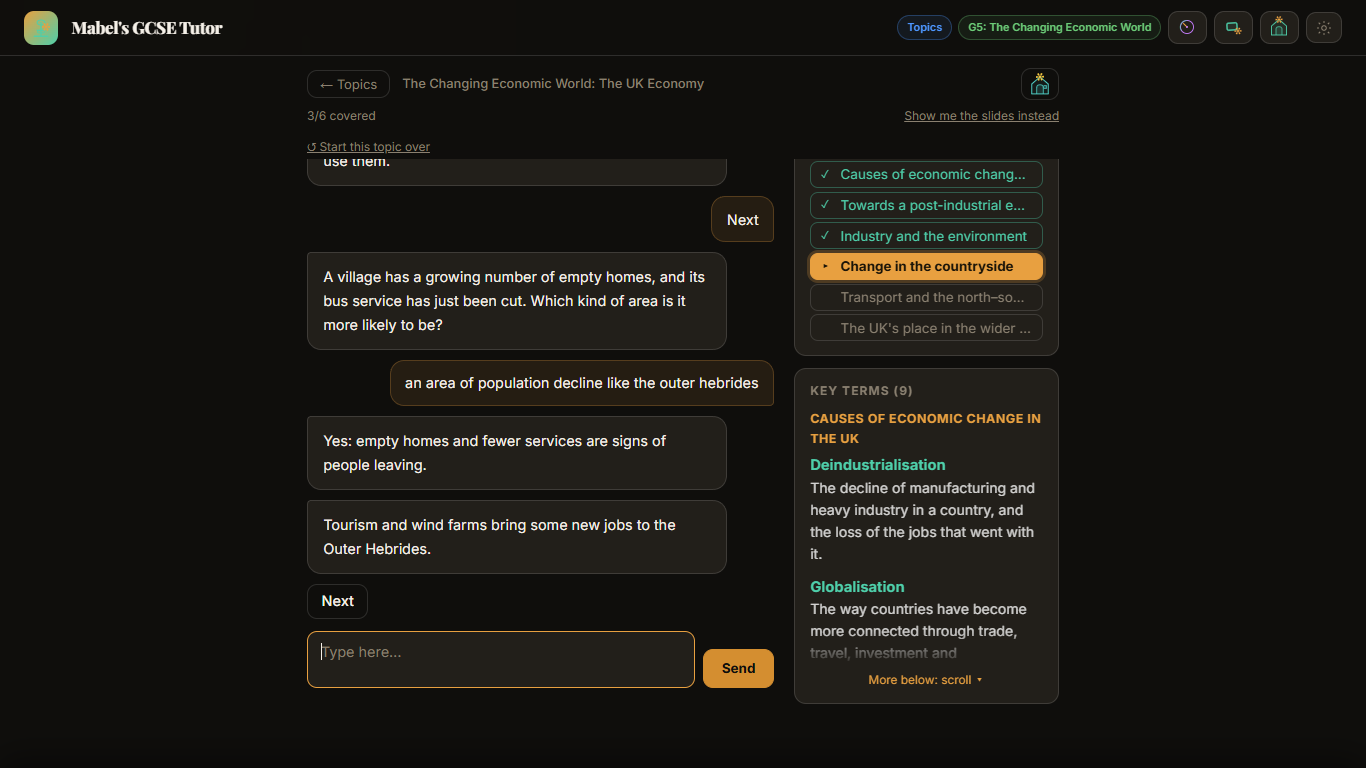 Mabel's GCSE Tutor
Topics
G5: The Changing Economic World
← Topics
The Changing Economic World: The UK Economy
3/6 covered
Show me the slides instead
↺ Start this topic over
use them.
Next
A village has a growing number of empty homes, and its
bus service has just been cut. Which kind of area is it
more likely to be?
an area of population decline like the outer hebrides
Yes: empty homes and fewer services are signs of
people leaving.
Tourism and wind farms bring some new jobs to the
Outer Hebrides.
Next
Type here...
Send
✓ Causes of economic chang...
✓ Towards a post-industrial e...
✓ Industry and the environment
▸ Change in the countryside
Transport and the north–so...
The UK's place in the wider ...
KEY TERMS (9)
CAUSES OF ECONOMIC CHANGE IN
THE UK
Deindustrialisation
The decline of manufacturing and
heavy industry in a country, and
the loss of the jobs that went with
it.
Globalisation
The way countries have become
more connected through trade,
travel, investment and
More below: scroll ▾